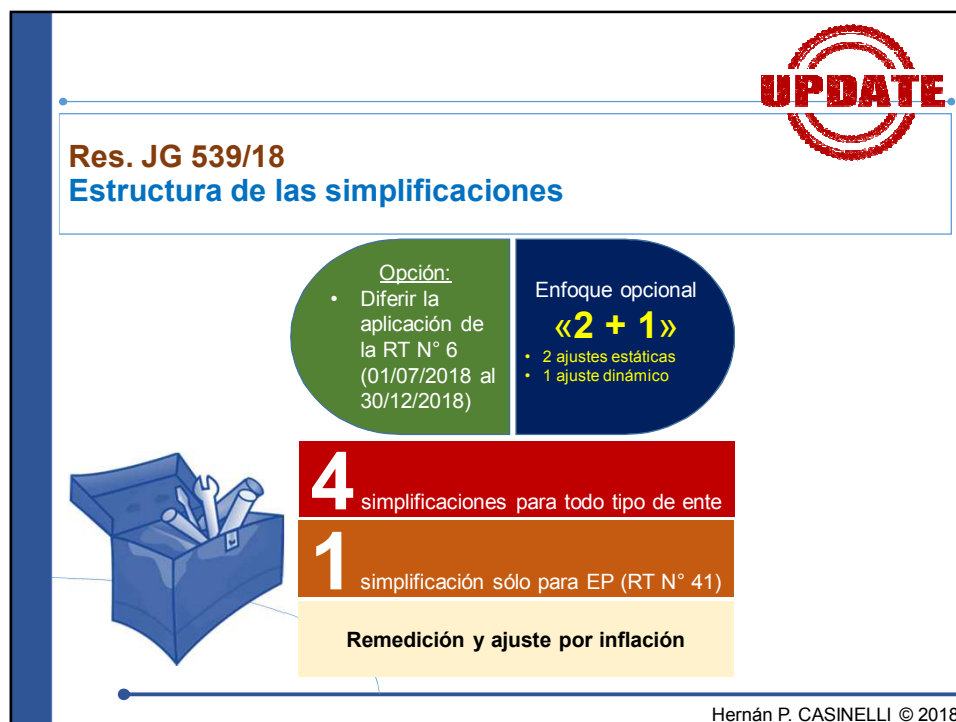 UPDATE
Res. JG 539/18
Estructura de las simplificaciones
Opción:
• Diferir la
aplicación de
la RT N° 6
(01/07/2018 al
30/12/2018)
Enfoque opcional
«2 + 1»
• 2 ajustes estáticas
• 1 ajuste dinámico
4 simplificaciones para todo tipo de ente
1 simplificación sólo para EP (RT N° 41)
Remedición y ajuste por inflación
Hernán P. CASINELLI © 2018